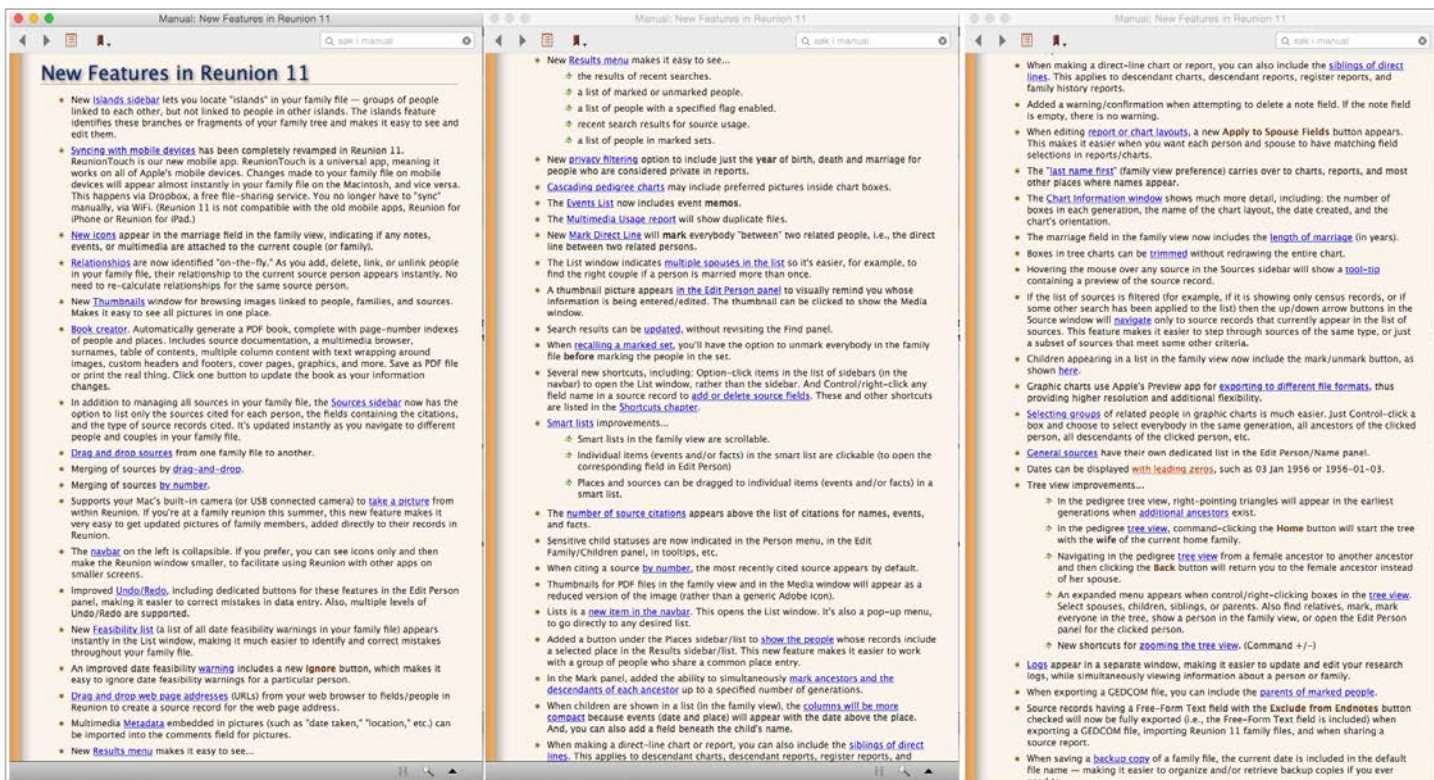 Manual: New Features in Reunion 11
søk i manual
New Features in Reunion 11
New Islands sidebar lets you locate "islands" in your family file — groups of people
linked to each other, but not linked to people in other islands. The islands feature
identifies these branches or fragments of your family tree and makes it easy to see and
edit them.
Syncing with mobile devices has been completely revamped in Reunion 11.
ReunionTouch is our new mobile app. ReunionTouch is a universal app, meaning it
works on all of Apple's mobile devices. Changes made to your family file on mobile
devices will appear almost instantly in your family file on the Macintosh, and vice versa.
This happens via Dropbox, a free file-sharing service. You no longer have to "sync"
manually, via WiFi. (Reunion 11 is not compatible with the old mobile apps, Reunion for
iPhone or Reunion for iPad.)
New icons appear in the marriage field in the family view, indicating if any notes,
events, or multimedia are attached to the current couple (or family).
Relationships are now identified "on-the-fly." As you add, delete, link, or unlink people
in your family file, their relationship to the current source person appears instantly. No
need to re-calculate relationships for the same source person.
New Thumbnails window for browsing images linked to people, families, and sources.
Makes it easy to see all pictures in one place.
Book creator. Automatically generate a PDF book, complete with page-number indexes
of people and places. Includes source documentation, a multimedia browser,
surnames, table of contents, multiple column content with text wrapping around
images, custom headers and footers, cover pages, graphics, and more. Save as PDF file
or print the real thing. Click one button to update the book as your information
changes.
In addition to managing all sources in your family file, the Sources sidebar now has the
option to list only the sources cited for each person, the fields containing the citations,
and the type of source records cited. It's updated instantly as you navigate to different
people and couples in your family file.
Drag and drop sources from one family file to another.
Merging of sources by drag-and-drop.
Merging of sources by number.
Supports your Mac's built-in camera (or USB connected camera) to take a picture from
within Reunion. If you're at a family reunion this summer, this new feature makes it
very easy to get updated pictures of family members, added directly to their records in
Reunion.
The navbar on the left is collapsible. If you prefer, you can see icons only and then
make the Reunion window smaller, to facilitate using Reunion with other apps on
smaller screens.
Improved Undo/Redo, including dedicated buttons for these features in the Edit Person
panel, making it easier to correct mistakes in data entry. Also, multiple levels of
Undo/Redo are supported.
New Feasibility list (a list of all date feasibility warnings in your family file) appears
instantly in the List window, making it much easier to identify and correct mistakes
throughout your family file.
An improved date feasibility warning includes a new Ignore button, which makes it
easy to ignore date feasibility warnings for a particular person.
Drag and drop web page addresses (URLs) from your web browser to fields/people in
Reunion to create a source record for the web page address.
Multimedia Metadata embedded in pictures (such as "date taken," "location," etc.) can
be imported into the comments field for pictures.
New Results menu makes it easy to see...
Manual: New Features in Reunion 11
søk i manual
New Results menu makes it easy to see...
the results of recent searches.
a list of marked or unmarked people.
a list of people with a specified flag enabled.
recent search results for source usage.
a list of people in marked sets.
New privacy filtering option to include just the year of birth, death and marriage for
people who are considered private in reports.
Cascading pedigree charts may include preferred pictures inside chart boxes.
The Events List now includes event memos.
The Multimedia Usage report will show duplicate files.
New Mark Direct Line will mark everybody "between" two related people, i.e., the direct
line between two related persons.
The List window indicates multiple spouses in the list so it's easier, for example, to
find the right couple if a person is married more than once.
A thumbnail picture appears in the Edit Person panel to visually remind you whose
information is being entered/edited. The thumbnail can be clicked to show the Media
window.
Search results can be updated, without revisiting the Find panel.
When recalling a marked set, you'll have the option to unmark everybody in the family
file before marking the people in the set.
Several new shortcuts, including: Option-click items in the list of sidebars (in the
navbar) to open the List window, rather than the sidebar. And Control/right-click any
field name in a source record to add or delete source fields. These and other shortcuts
are listed in the Shortcuts chapter.
Smart lists improvements...
Smart lists in the family view are scrollable.
Individual items (events and/or facts) in the smart list are clickable (to open the
corresponding field in Edit Person)
Places and sources can be dragged to individual items (events and/or facts) in a
smart list.
The number of source citations appears above the list of citations for names, events,
and facts.
Sensitive child statuses are now indicated in the Person menu, in the Edit
Family/Children panel, in tooltips, etc.
When citing a source by number, the most recently cited source appears by default.
Thumbnails for PDF files in the family view and in the Media window will appear as a
reduced version of the image (rather than a generic Adobe icon).
Lists is a new item in the navbar. This opens the List window. It's also a pop-up menu,
to go directly to any desired list.
Added a button under the Places sidebar/list to show the people whose records include
a selected place in the Results sidebar/list. This new feature makes it easier to work
with a group of people who share a common place entry.
In the Mark panel, added the ability to simultaneously mark ancestors and the
descendants of each ancestor up to a specified number of generations.
When children are shown in a list (in the family view), the columns will be more
compact because events (date and place) will appear with the date above the place.
And, you can also add a field beneath the child's name.
When making a direct-line chart or report, you can also include the siblings of direct
lines. This applies to descendant charts, descendant reports, register reports, and
Manual: New Features in Reunion 11
søk i manual
When making a direct-line chart or report, you can also include the siblings of direct
lines. This applies to descendant charts, descendant reports, register reports, and
family history reports.
Added a warning/confirmation when attempting to delete a note field. If the note field
is empty, there is no warning.
When editing report or chart layouts, a new Apply to Spouse Fields button appears.
This makes it easier when you want each person and spouse to have matching field
selections in reports/charts.
The "last name first" (family view preference) carries over to charts, reports, and most
other places where names appear.
The Chart Information window shows much more detail, including: the number of
boxes in each generation, the name of the chart layout, the date created, and the
chart's orientation.
The marriage field in the family view now includes the length of marriage (in years).
Boxes in tree charts can be trimmed without redrawing the entire chart.
Hovering the mouse over any source in the Sources sidebar will show a tool-tip
containing a preview of the source record.
If the list of sources is filtered (for example, if it is showing only census records, or if
some other search has been applied to the list) then the up/down arrow buttons in the
Source window will navigate only to source records that currently appear in the list of
sources. This feature makes it easier to step through sources of the same type, or just
a subset of sources that meet some other criteria.
Children appearing in a list in the family view now include the mark/unmark button, as
shown here.
Graphic charts use Apple's Preview app for exporting to different file formats, thus
providing higher resolution and additional flexibility.
Selecting groups of related people in graphic charts is much easier. Just Control-click a
box and choose to select everybody in the same generation, all ancestors of the clicked
person, all descendants of the clicked person, etc.
General sources have their own dedicated list in the Edit Person/Name panel.
Dates can be displayed with leading zeros, such as 03 Jan 1956 or 1956-01-03.
Tree view improvements...
In the pedigree tree view, right-pointing triangles will appear in the earliest
generations when additional ancestors exist.
In the pedigree tree view, command-clicking the Home button will start the tree
with the wife of the current home family.
Navigating in the pedigree tree view from a female ancestor to another ancestor
and then clicking the Back button will return you to the female ancestor instead
of her spouse.
An expanded menu appears when control/right-clicking boxes in the tree view.
Select spouses, children, siblings, or parents. Also find relatives, mark, mark
everyone in the tree, show a person in the family view, or open the Edit Person
panel for the clicked person.
New shortcuts for zooming the tree view. (Command +/-)
Logs appear in a separate window, making it easier to update and edit your research
logs, while simultaneously viewing information about a person or family.
When exporting a GEDCOM file, you can include the parents of marked people.
Source records having a Free-Form Text field with the Exclude from Endnotes button
checked will now be fully exported (i.e., the Free-Form Text field is included) when
exporting a GEDCOM file, importing Reunion 11 family files, and when sharing a
source report.
When saving a backup copy of a family file, the current date is included in the default
file name — making it easier to organize and/or retrieve backup copies if you ever